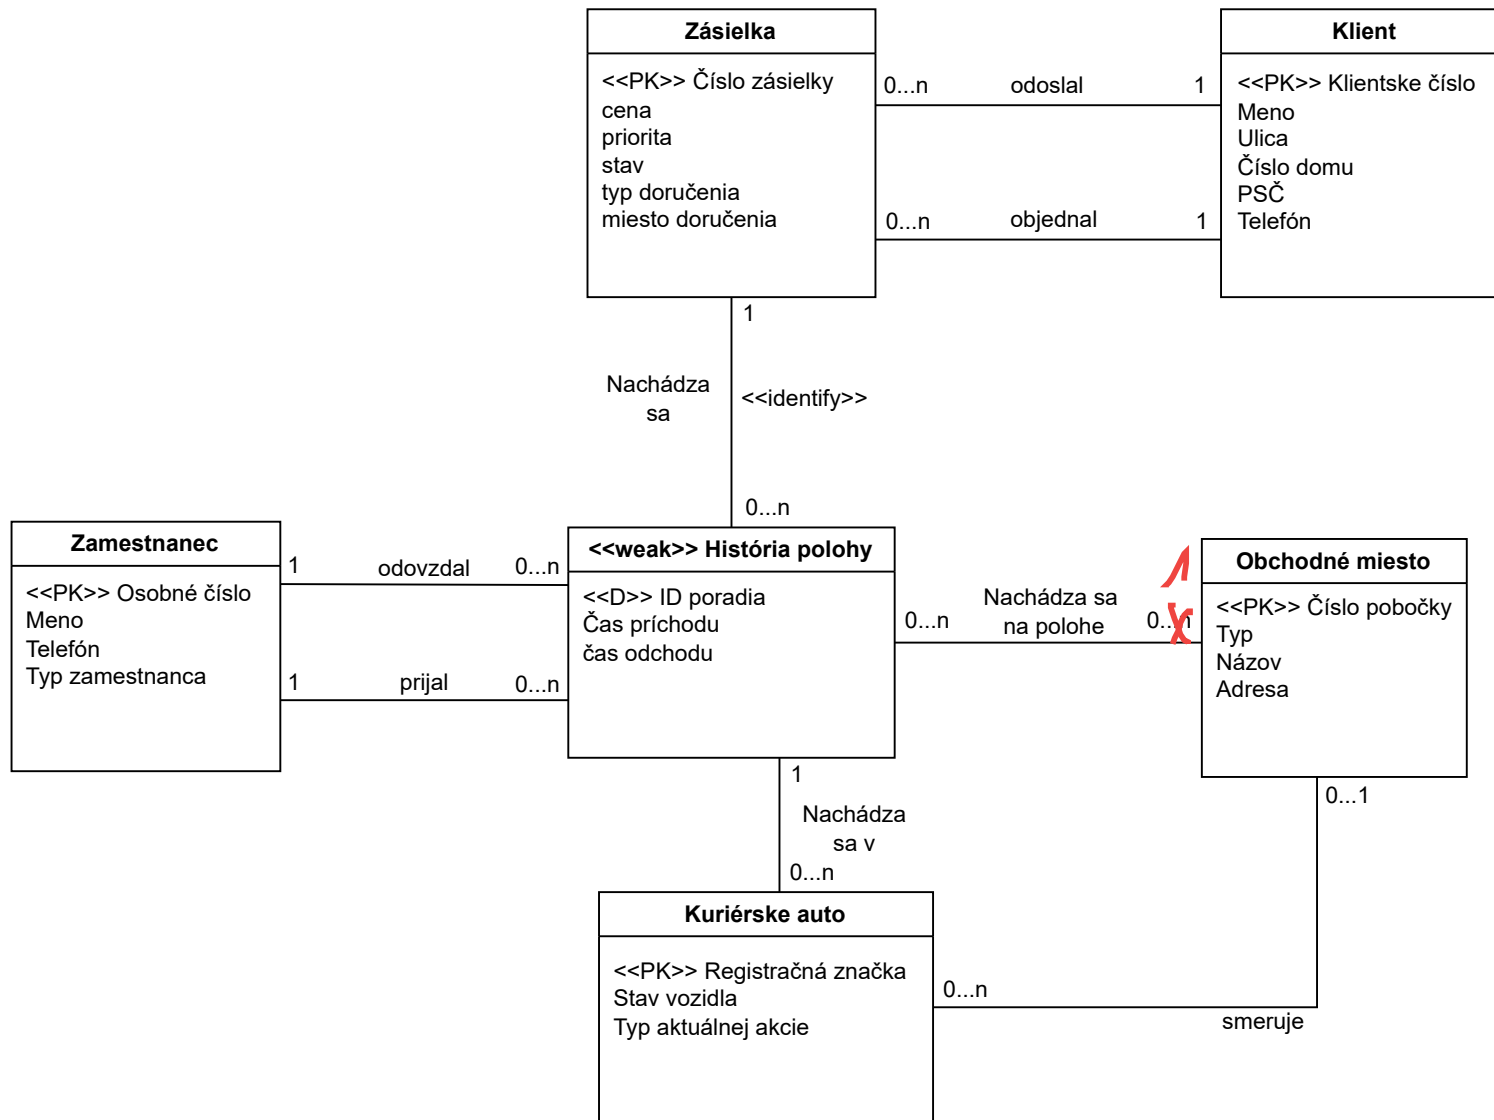 Zásielka
<<PK>> Číslo zásielky
cena
priorita
stav
typ doručenia
miesto doručenia
0...n
odoslal
1
0...n
objednal
1
Klient
<<PK>> Klientske číslo
Meno
Ulica
Číslo domu
PSČ
Telefón
1
Nachádza
sa
<<identify>>
0...n
Zamestnanec
<<PK>> Osobné číslo
Meno
Telefón
Typ zamestnanca
1
odovzdal
0...n
1
prijal
0...n
<<weak>> História polohy
<<D>> ID poradia
Čas príchodu
čas odchodu
0...n
Nachádza sa
na polohe
1
0...n
Obchodné miesto
<<PK>> Číslo pobočky
Typ
Názov
Adresa
1
Nachádza
sa v
0...n
0...1
Kuriérske auto
<<PK>> Registračná značka
Stav vozidla
Typ aktuálnej akcie
0...n
smeruje